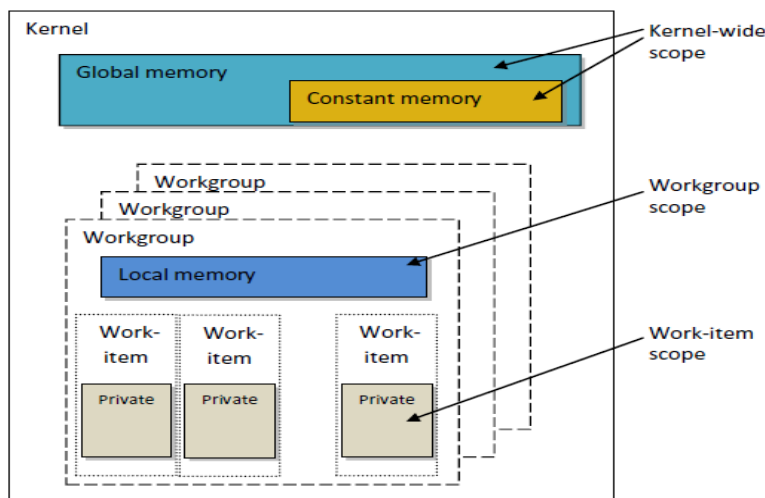 Kernel
Global memory
Constant memory
Kernel-wide
scope
Workgroup
Workgroup
Workgroup
Local memory
Workgroup
scope
Work-
item
Work-
item
Work-
item
Private
Private
Private
Work-item
scope